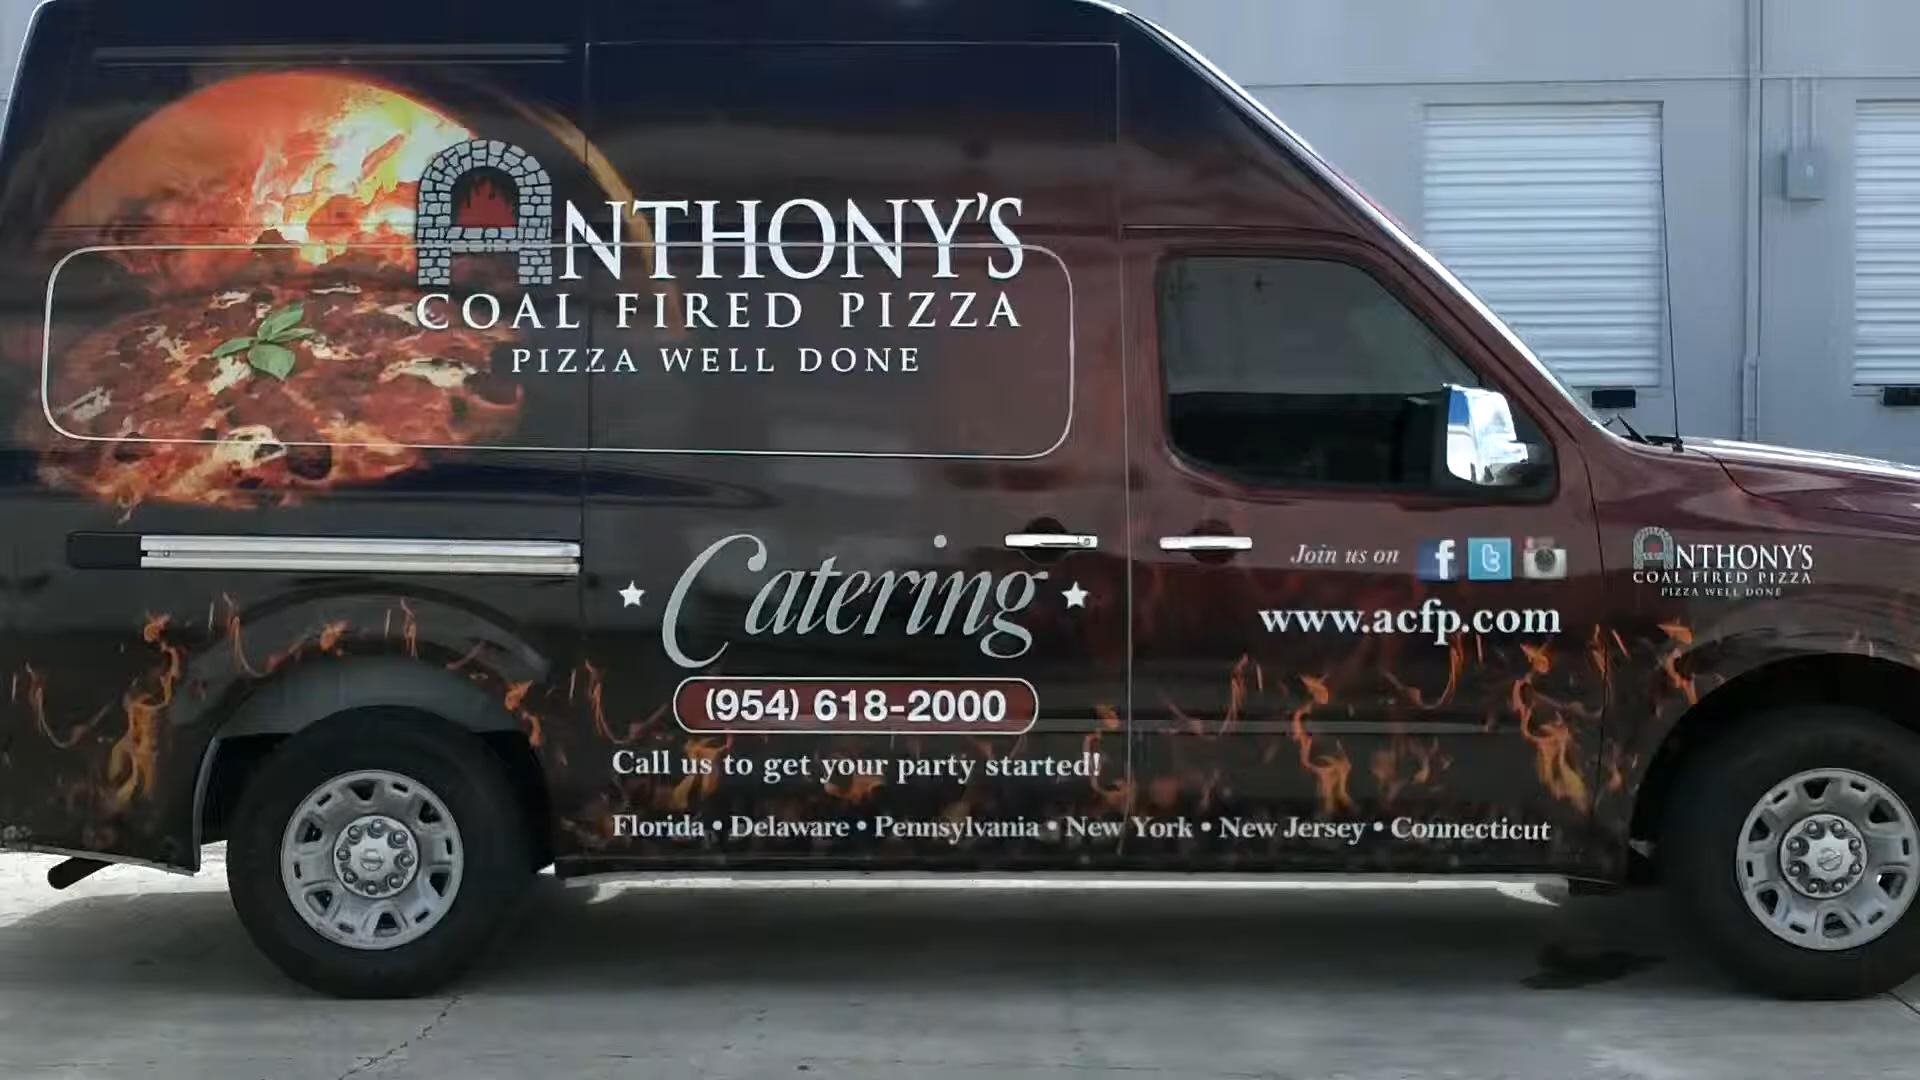 ANTHONY'S
COAL FIRED PIZZA
PIZZA WELL DONE
Catering
(954) 618-2000
Call us to get your party started!
Florida • Delaware • Pennsylvania • New York • New Jersey • Connecticut
Join us on f t
www.acfp.com
ANTHONY'S
COAL FIRED PIZZA
PIZZA WELL DONE